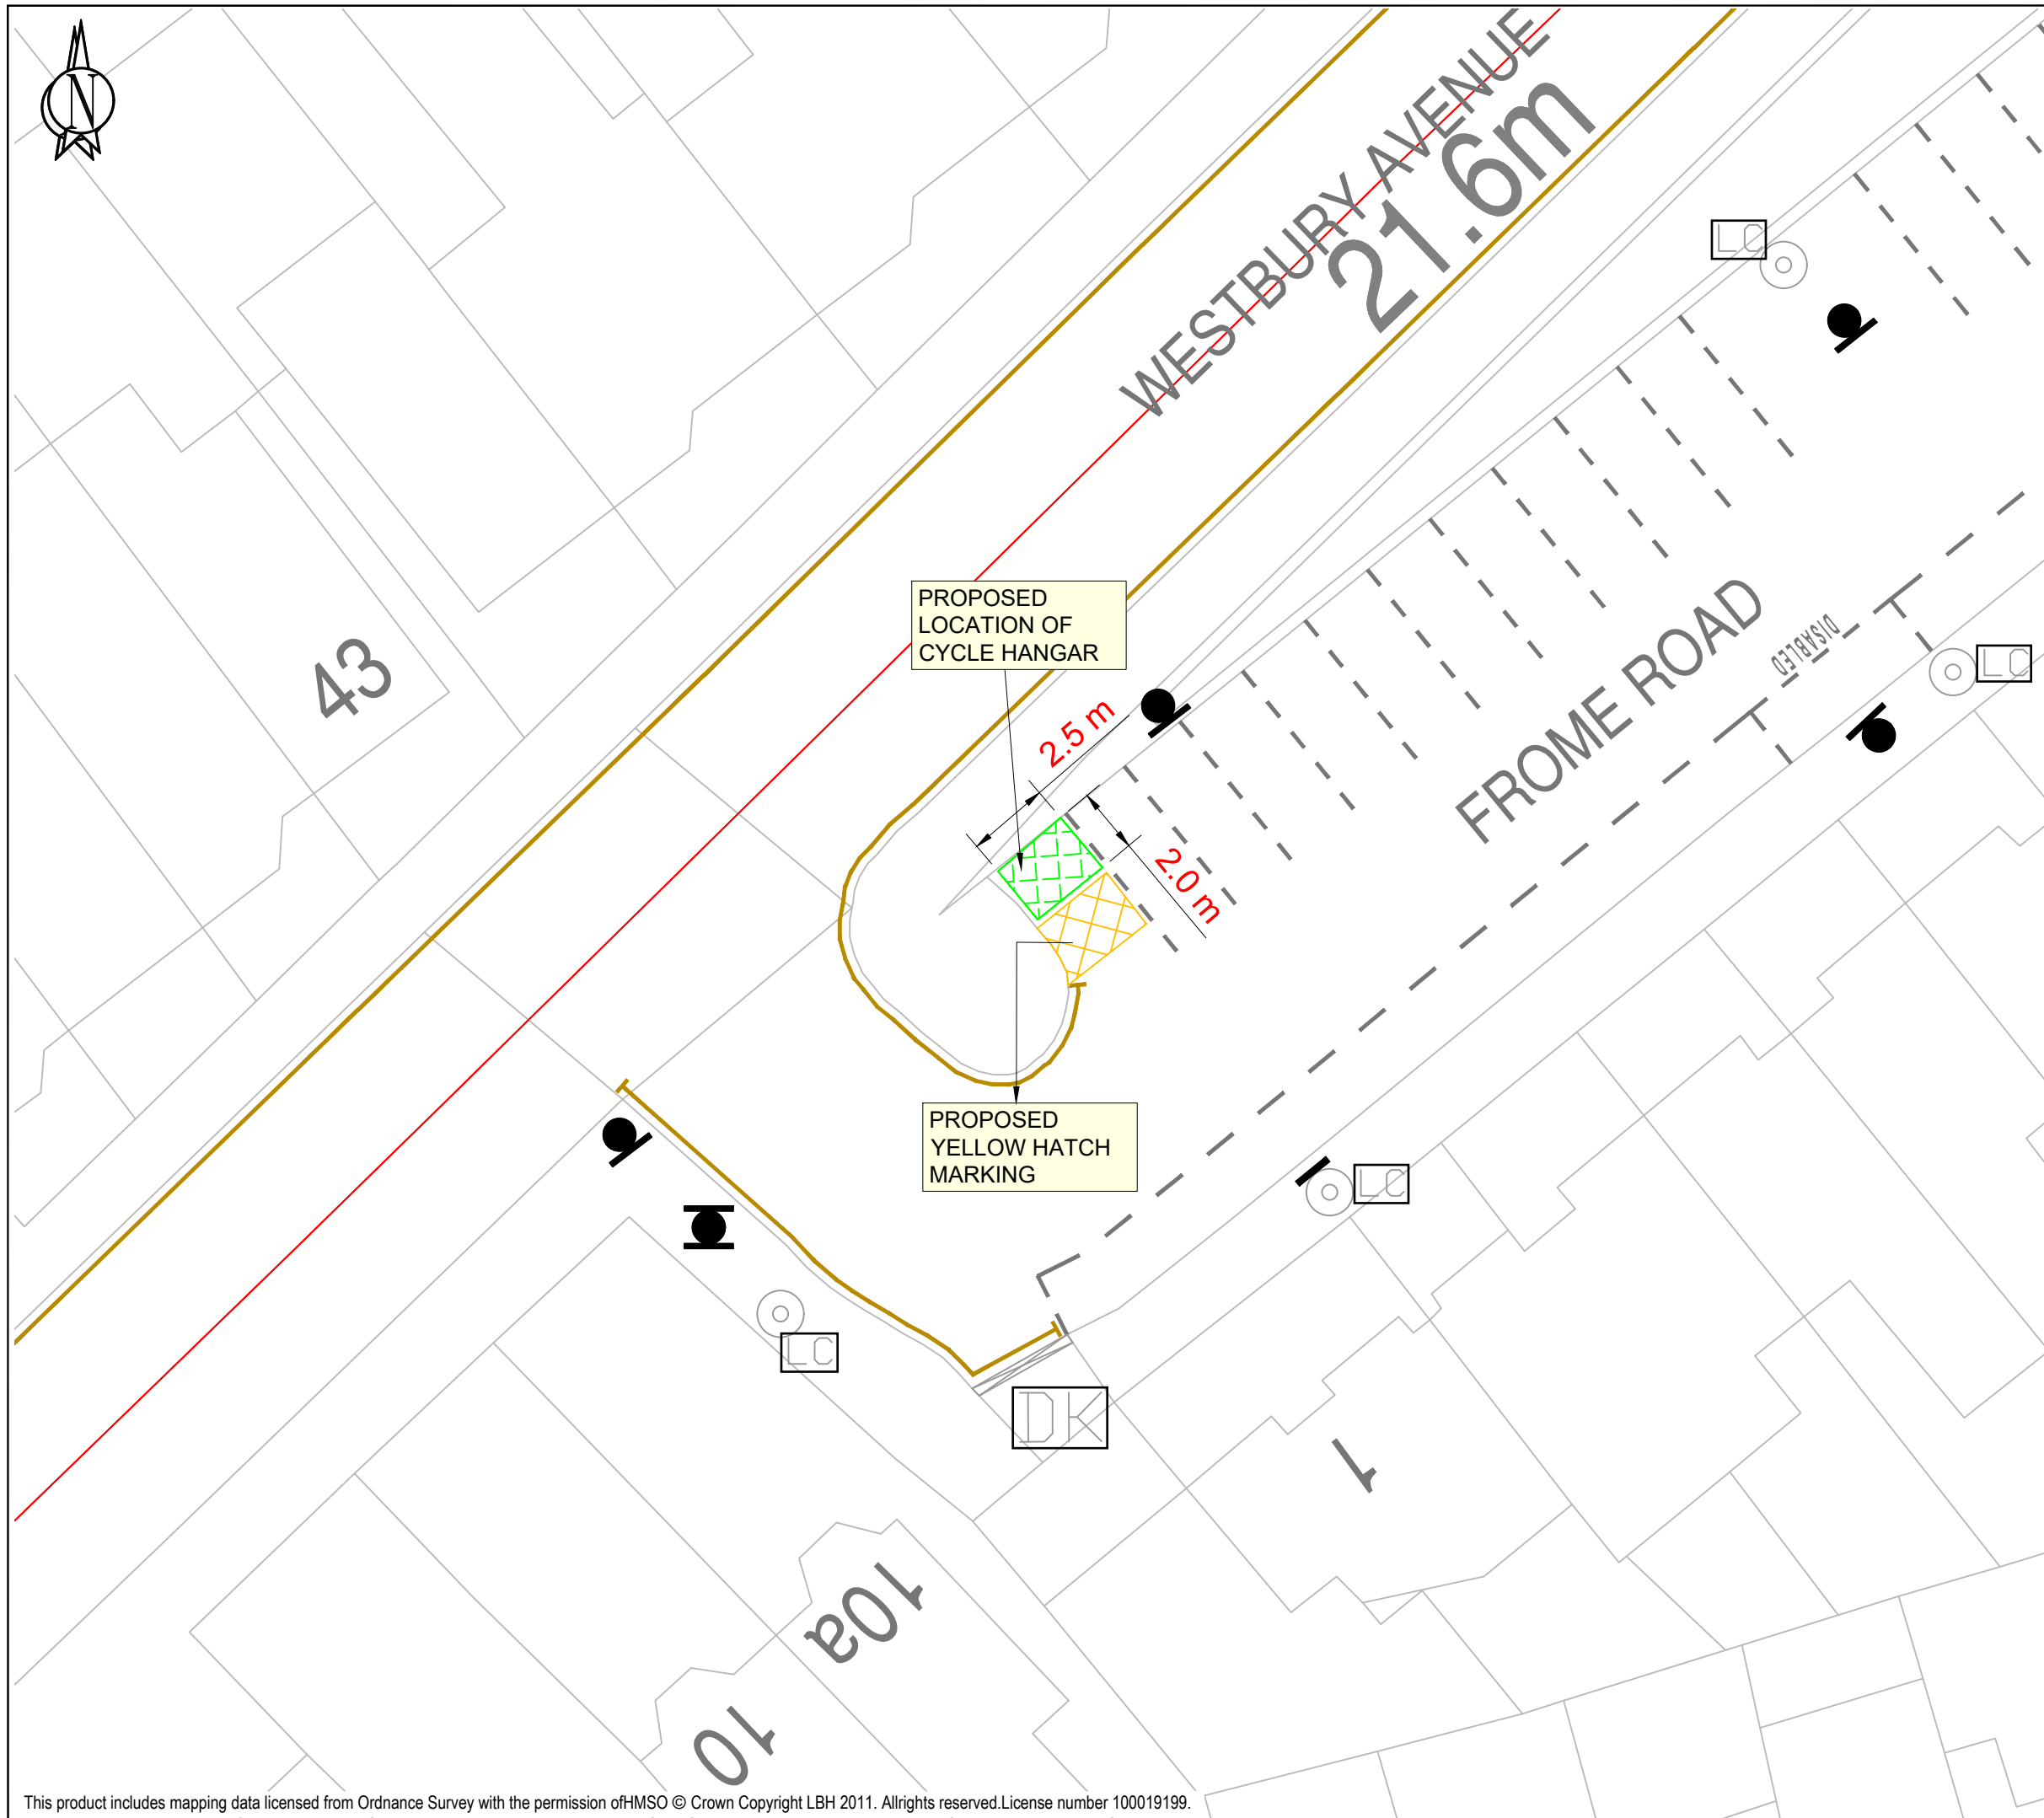 N
WESTBURY AVENUE
21.6m
LC
PROPOSED
LOCATION OF
CYCLE HANGAR
43
2.5 m
2.0 m
FROME ROAD
DISABLED
LC
PROPOSED
YELLOW HATCH
MARKING
LC
LC
DK
1
10a
10
This product includes mapping data licensed from Ordnance Survey with the permission ofHMSO © Crown Copyright LBH 2011. Allrights reserved.License number 100019199.